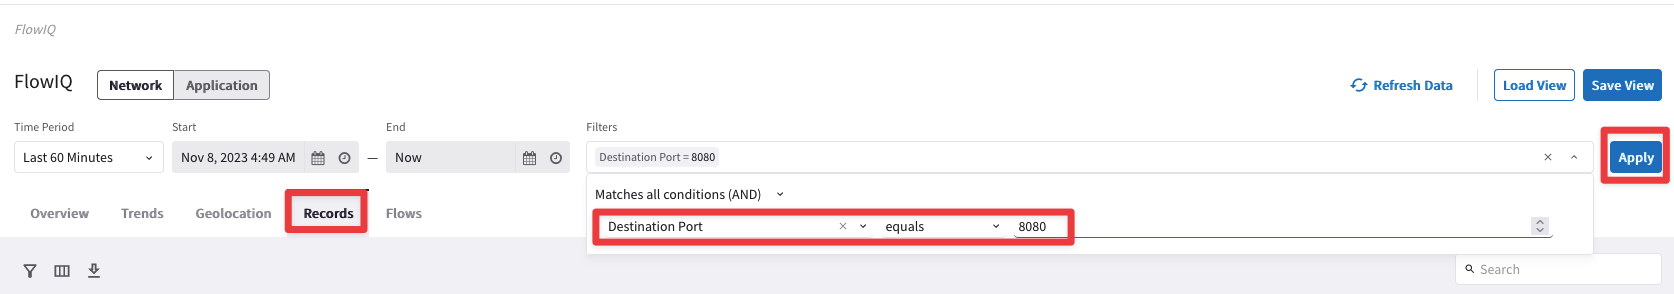 FlowIQ
FlowIQ Network Application Refresh Data Load View Save View
Time Period Start End Filters
Last 60 Minutes Nov 8, 2023 4:49 AM — Now Destination Port = 8080 Apply
Matches all conditions (AND)
Overview Trends Geolocation Records Flows
Destination Port equals 8080
Search